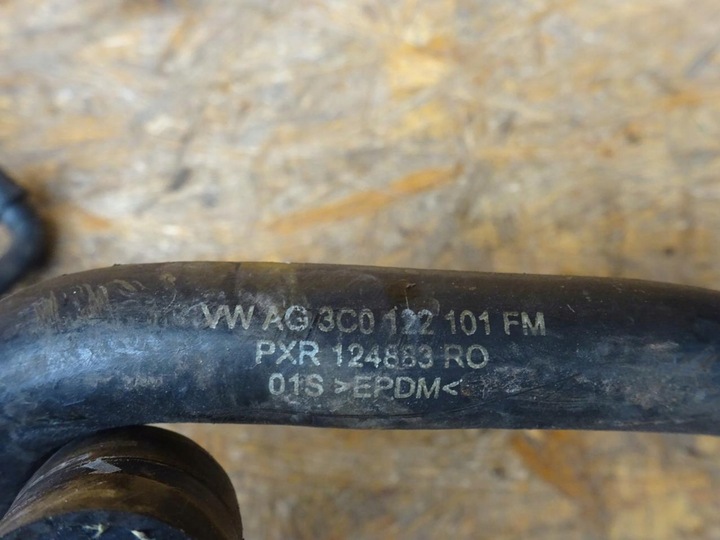 VW AG 3C0 122 101 FM
PXR 124883 RO
01S >EPDM<